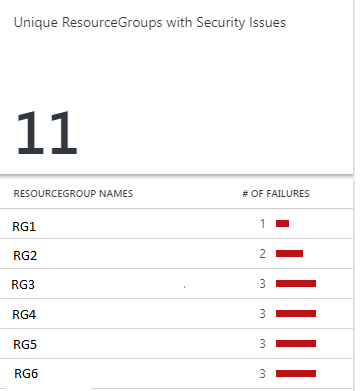 Unique ResourceGroups with Security Issues
11
RESOURCEGROUP NAMES # OF FAILURES
RG1 1
RG2 2
RG3 3
RG4 3
RG5 3
RG6 3